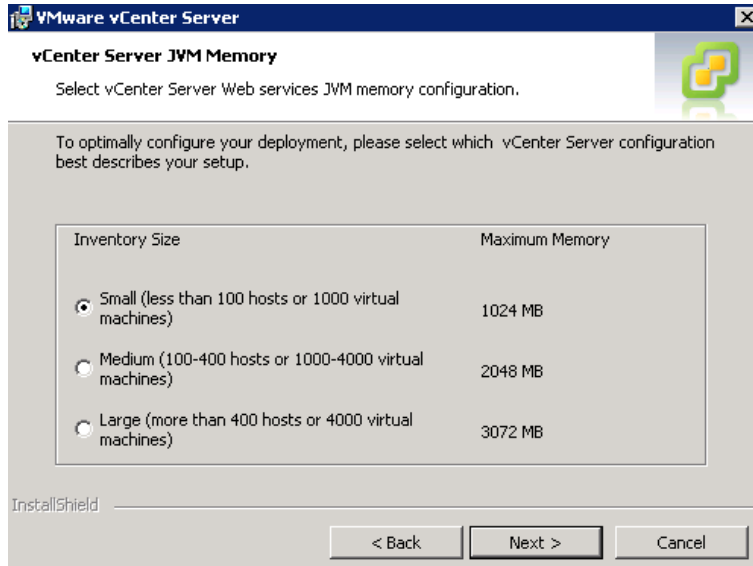 VMware vCenter Server
vCenter Server JVM Memory
Select vCenter Server Web services JVM memory configuration.
To optimally configure your deployment, please select which vCenter Server configuration
best describes your setup.
Inventory Size Maximum Memory
Small (less than 100 hosts or 1000 virtual
machines) 1024 MB
Medium (100-400 hosts or 1000-4000 virtual
machines) 2048 MB
Large (more than 400 hosts or 4000 virtual
machines) 3072 MB
InstallShield
< Back Next > Cancel